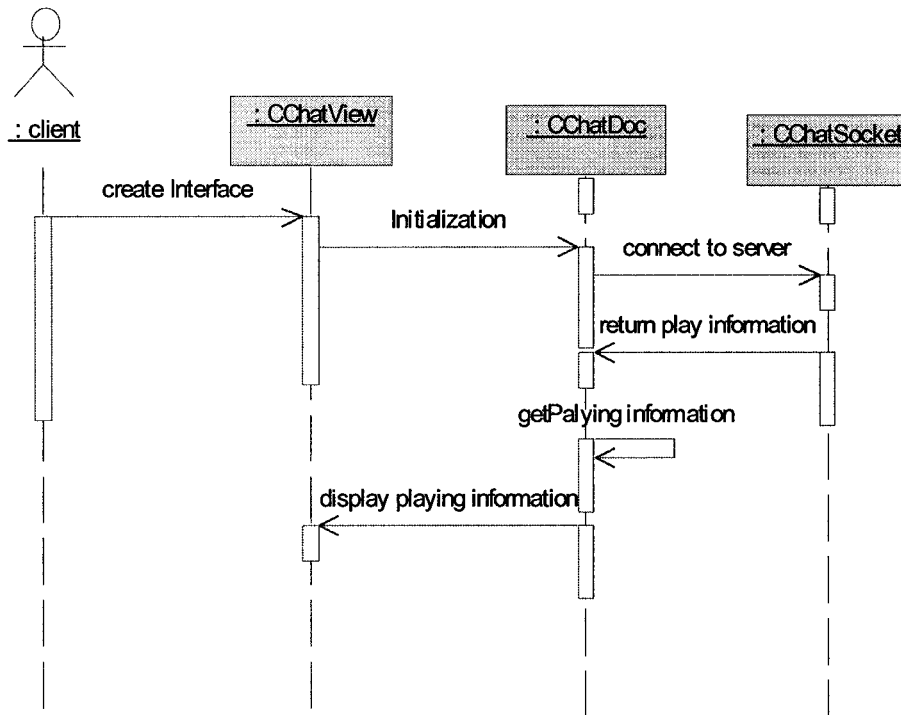 : client
: CChatView
: CChatDoc
: CChatSocket
create Interface
Initialization
connect to server
return play information
getPalying information
display playing information